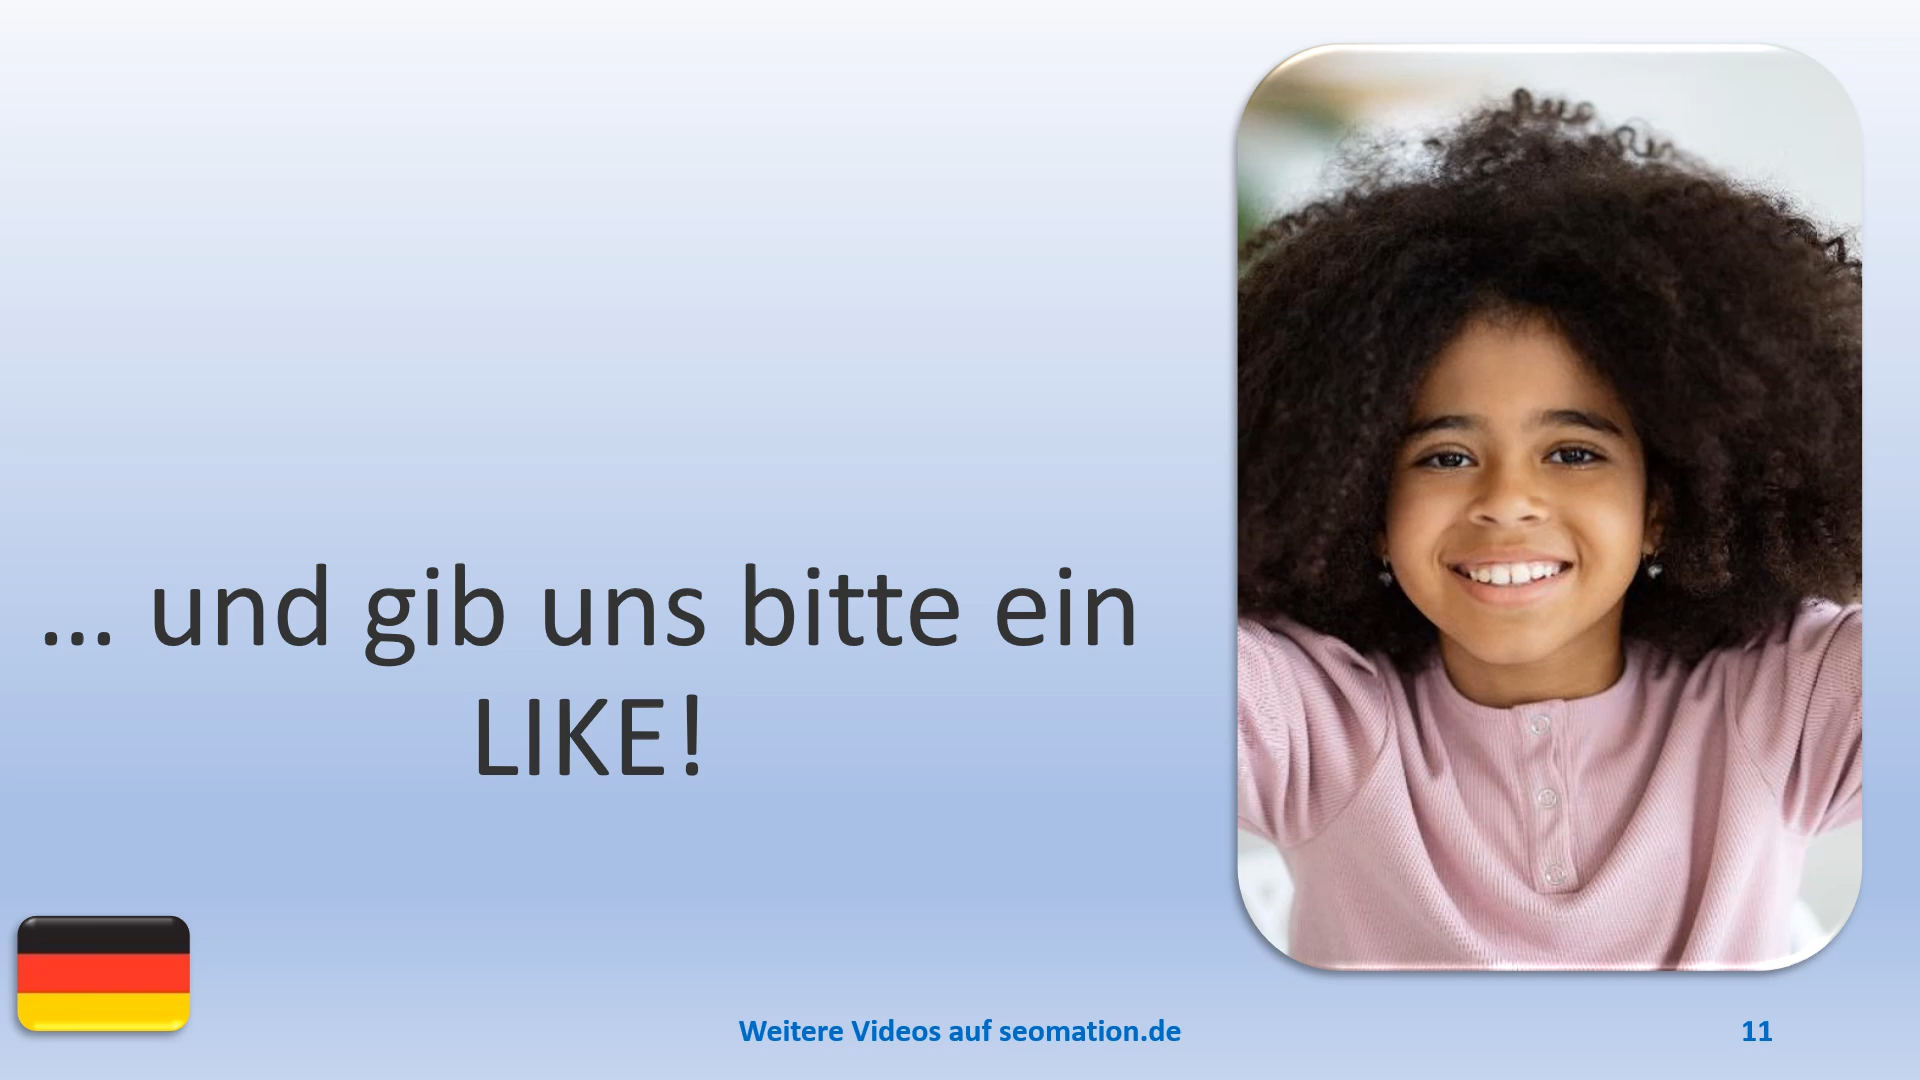 ... und gib uns bitte ein
LIKE!
Weitere Videos auf seomation.de
11